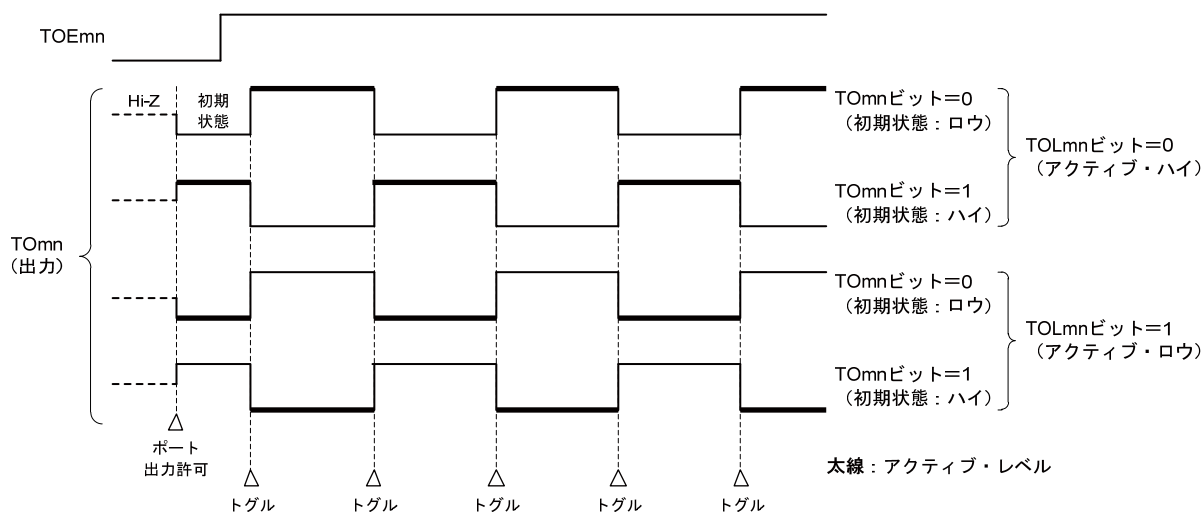 TOEmn
Hi-Z
初期
状態
TOmnビット=0
(初期状態:ロウ)
TOLmnビット=0
(アクティブ・ハイ)
TOmnビット=1
(初期状態:ハイ)
TOmn
(出力)
TOmnビット=0
(初期状態:ロウ)
TOLmnビット=1
(アクティブ・ロウ)
TOmnビット=1
(初期状態:ハイ)
ポート
出力許可
太線:アクティブ・レベル
トグル
トグル
トグル
トグル
トグル